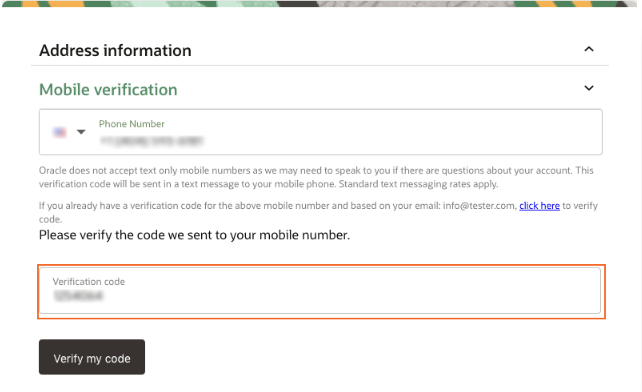 Address information
Mobile verification
Phone Number
Oracle does not accept text only mobile numbers as we may need to speak to you if there are questions about your account. This
verification code will be sent in a text message to your mobile phone. Standard text messaging rates apply.
If you already have a verification code for the above mobile number and based on your email: info@tester.com, click here to verify
code.
Please verify the code we sent to your mobile number.
Verification code
Verify my code